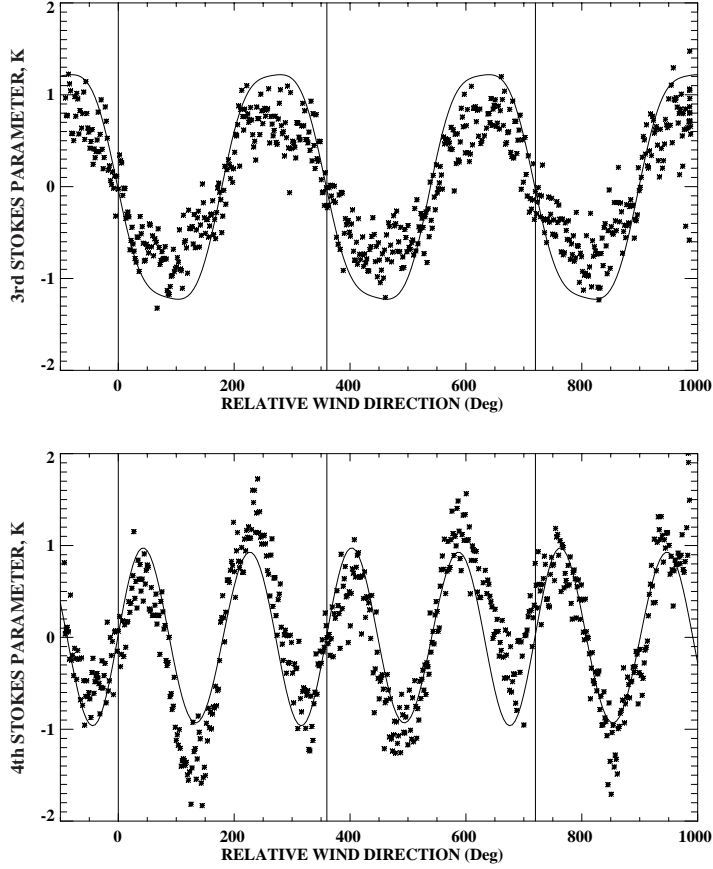 2
1
0
-1
-2
3rd STOKES PARAMETER, K
0 200 400 600 800 1000
RELATIVE WIND DIRECTION (Deg)
2
1
0
-1
-2
4th STOKES PARAMETER, K
0 200 400 600 800 1000
RELATIVE WIND DIRECTION (Deg)